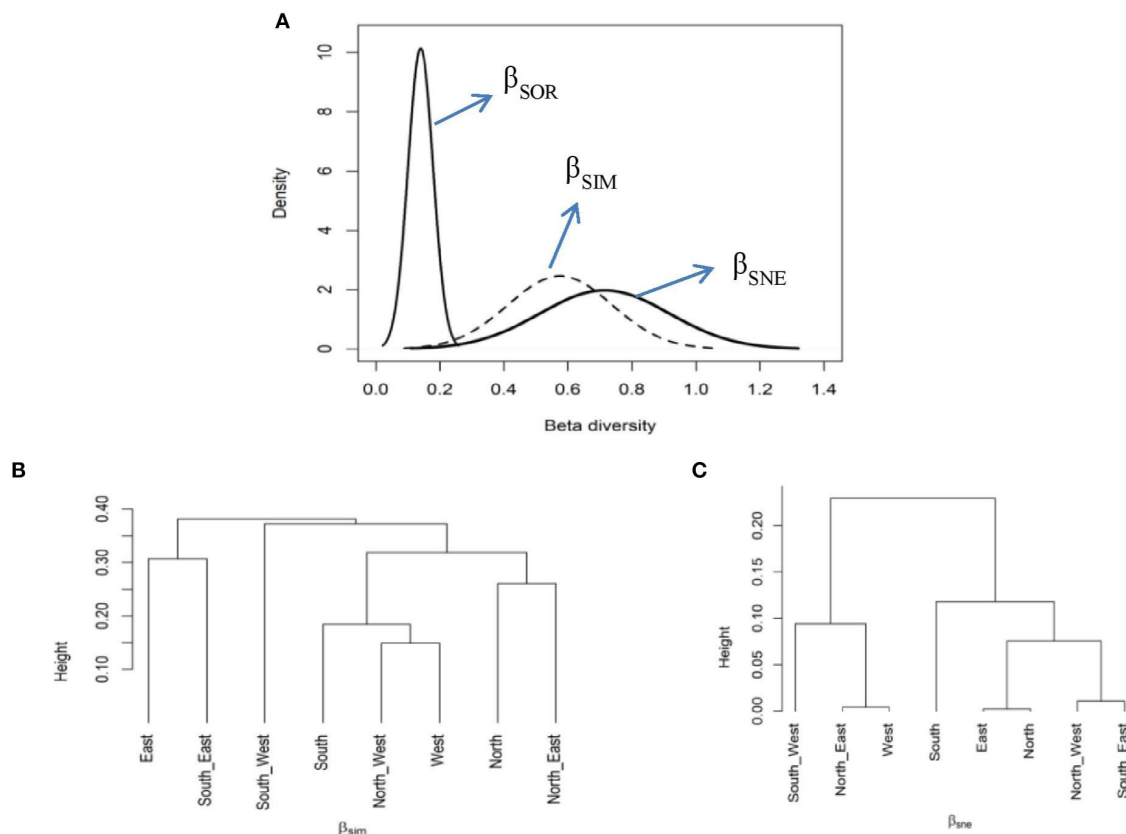 A
10
8
6
4
2
0
Density
βSOR
βSIM
βSNE
0.0 0.2 0.4 0.6 0.8 1.0 1.2 1.4
Beta diversity
B
0.40
0.30
0.20
0.10
Height
East
South_East
South_West
South
North_West
West
North
North_East
βsim
C
0.20
0.15
0.10
0.05
0.00
Height
South_West
North_East
West
South
East
North
North_West
South_East
βsne